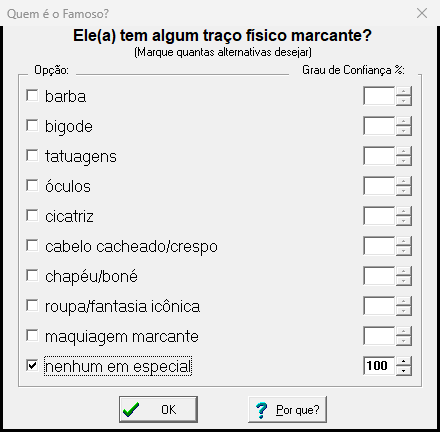 Quem é o Famoso?
Ele(a) tem algum traço fisico marcante?
(Marque quantas alternativas desejar)
Opção: Grau de Confiança %:
barba
bigode
tatuagens
óculos
cicatriz
cabelo cacheado/crespo
chapéu/boné
roupa/fantasia icônica
maquiagem marcante
nenhum em especial 100
OK Por que?